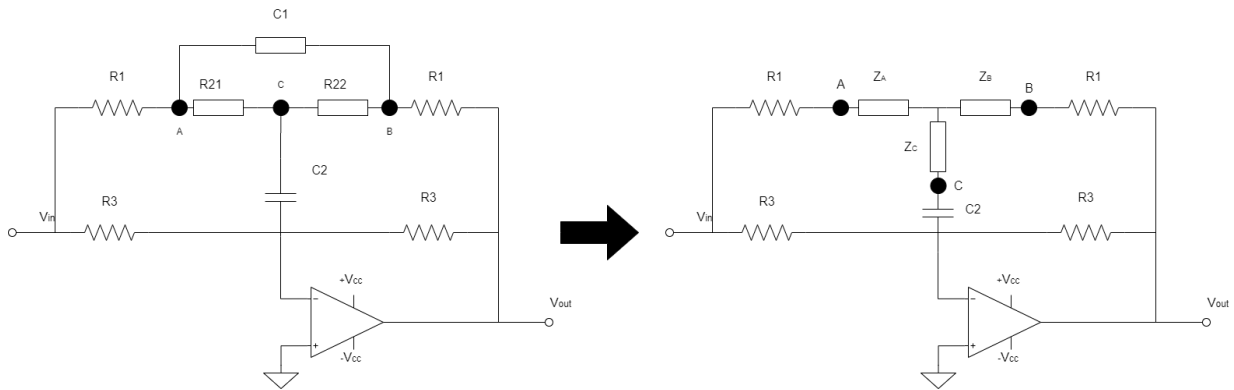 C1
R1
R21
C
R22
R1
A
B
C2
R3
R3
Vin
+Vcc
-Vcc
Vout
−
+
R1
A
ZA
ZB
B
R1
ZC
C
C2
R3
R3
Vin
+Vcc
-Vcc
Vout
−
+